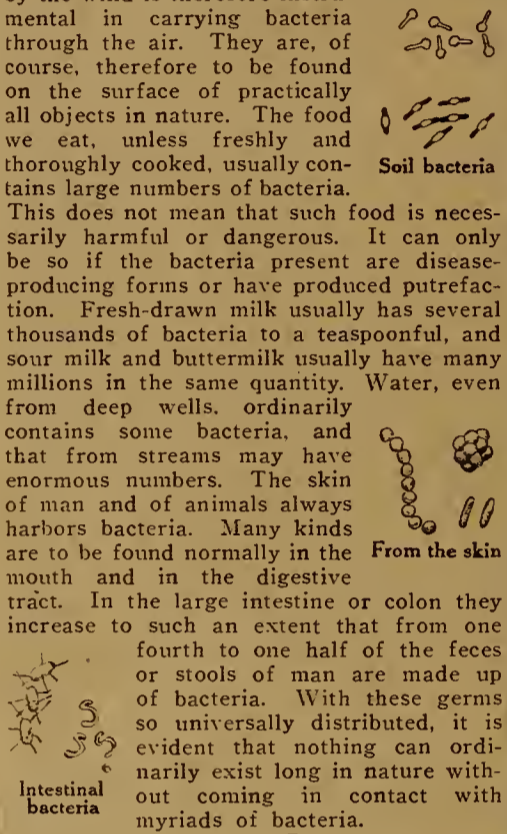 mental in carrying bacteria
through the air. They are, of
course, therefore to be found
on the surface of practically
all objects in nature. The food
we eat, unless freshly and
thoroughly cooked, usually con-
tains large numbers of bacteria.
Soil bacteria
This does not mean that such food is neces-
sarily harmful or dangerous. It can only
be so if the bacteria present are disease-
producing forms or have produced putrefac-
tion. Fresh-drawn milk usually has several
thousands of bacteria to a teaspoonful, and
sour milk and buttermilk usually have many
millions in the same quantity. Water, even
from deep wells, ordinarily
contains some bacteria, and
that from streams may have
enormous numbers. The skin
of man and of animals always
harbors bacteria. Many kinds
are to be found normally in the
From the skin
mouth and in the digestive
tract. In the large intestine or colon they
increase to such an extent that from one
fourth to one half of the feces
or stools of man are made up
of bacteria. With these germs
so universally distributed, it is
evident that nothing can ordi-
narily exist long in nature with-
out coming in contact with
myriads of bacteria.
Intestinal
bacteria